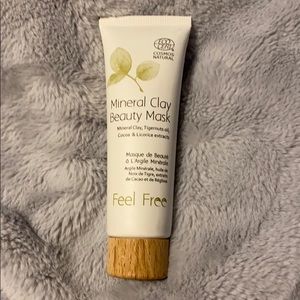 COSMOS
NATURAL
Mineral Clay
Beauty Mask
Mineral Clay, Tigernuts oil,
Cocoa & Licorice extracts
Masque de Beauté
à L'Argile Minérale
Argile Minérale, huile de
Noix de Tigre, extraits
de Cacao et de Réglisse
Feel Free